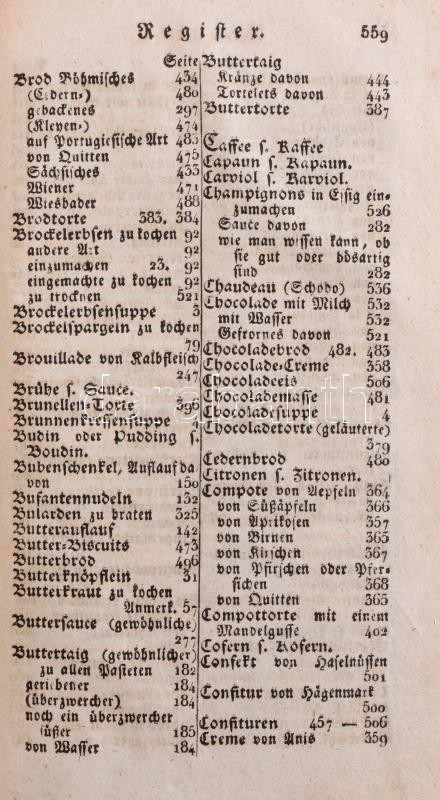 Register. 559
Seite
Brod Böhmisches 434
(Cedern=) 480
gebackenes 297
(Kleyen=) 474
auf Portugiesische Art 483
von Quitten 475
Sächsisches 433
Wiener 471
Wiesbader 488
Brodtorte 383. 384
Brockelerbsen zu kochen 92
andere Art 92
einzumachen 23. 92
eingemachte zu kochen 92
zu trocknen 521
Brockelerbsensuppe 3
Brockelspargeln zu kochen
79
Brouillade von Kalbfleisch
247
Brühe s. Sauce.
Brunellen=Torte 396
Brunnenkressensuppe
Budin oder Pudding s.
Boudin.
Bubenschenkel, Auflauf da
von 150
Bufantennudeln 132
Bularden zu braten 325
Butterauflauf 142
Butter=Biscuits 473
Butterbrod 496
Butterknöpflein 31
Butterkraut zu kochen
Anmerk. 57
Buttersauce (gewöhnliche)
277
Buttertaig (gewöhnlicher)
zu allen Pasteten 182
geriebener 184
(überzwercher) 184
noch ein überzwercher
süßer 185
von Wasser 184
Buttertaig
Kränze davon 444
Tortelets davon 443
Buttertorte 387
Caffee s. Kaffee
Capaun s. Kapaun.
Carviol s. Karviol.
Champignons in Essig ein=
zumachen 526
Sauce davon 282
wie man wissen kann, ob
sie gut oder bösartig
sind 282
Chaudeau (Schodo) 536
Chocolade mit Milch 532
mit Wasser 532
Gefrornes davon 521
Chocoladebrod 482. 483
Chocolade=Creme 358
Chocoladeeis 506
Chocolademasse 481
Chocoladesuppe 4
Chocoladetorte (geläuterte)
379
Cedernbrod 480
Citronen s. Zitronen.
Compote von Aepfeln 364
von Süßäpfeln 366
von Aprikosen 357
von Birnen 365
von Kirschen 367
von Pfirschen oder Pfer=
sichen 368
von Quitten 365
Compottorte mit einem
Mandelgusse 402
Cofern s. Kofern.
Confekt von Haselnüssen
501
Confitur von Hägenmark
500
Confituren 457 — 506
Creme von Anis 359